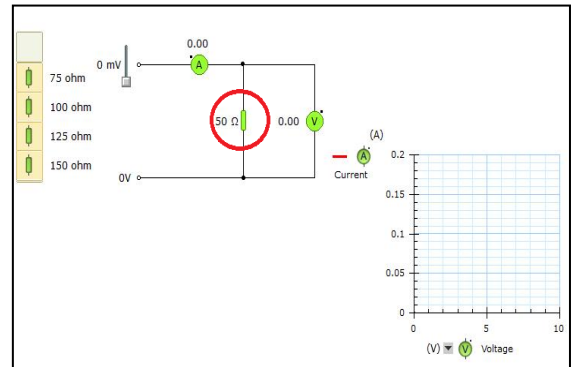 75 ohm
100 ohm
125 ohm
150 ohm
0 mV
0.00
A
50 Ω
0.00
V
0V
(A)
A
Current
0.2
0.15
0.1
0.05
0
0
5
10
(V)
V
Voltage